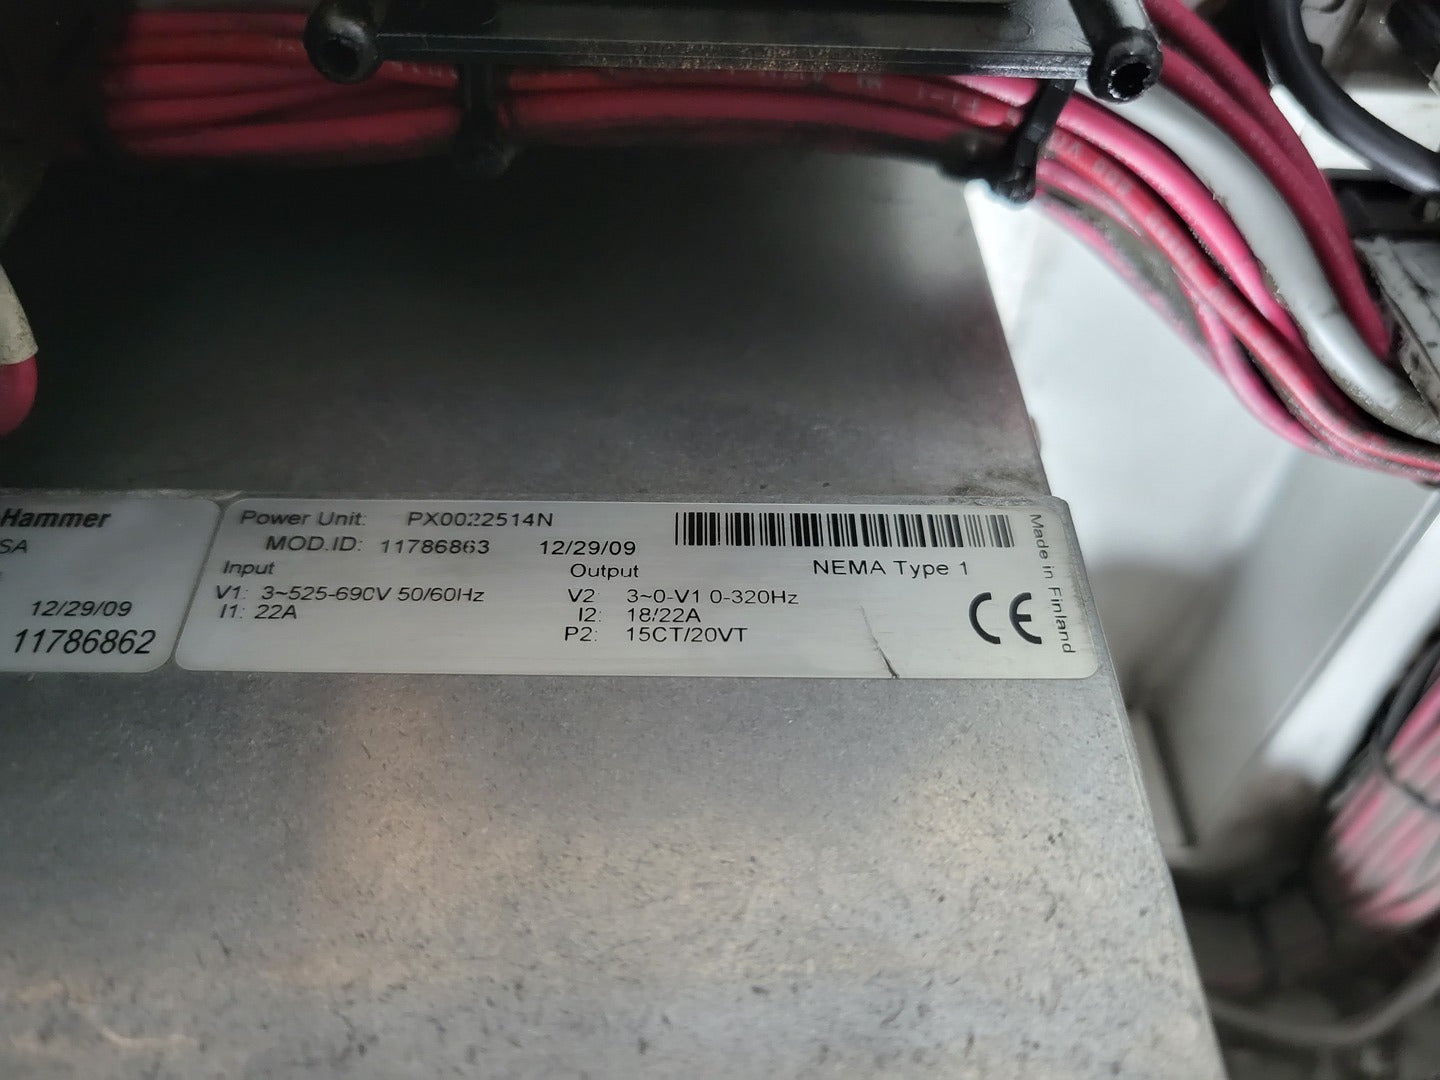 Hammer
SA
12/29/09
11786862
Power Unit: PX0022514N
MOD.ID: 11786863 12/29/09
Input Output NEMA Type 1
V1: 3~525-690V 50/60Hz V2 3~0-V1 0-320Hz
I1: 22A I2: 18/22A
P2: 15CT/20VT
CE
Made in Finland